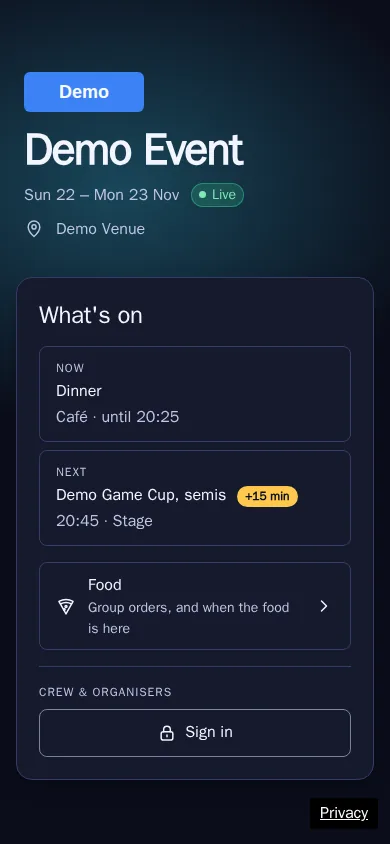 Demo
Demo Event
Sun 22 – Mon 23 Nov Live
Demo Venue
What's on
NOW
Dinner
Café · until 20:25
NEXT
Demo Game Cup, semis +15 min
20:45 · Stage
Food
Group orders, and when the food
is here
CREW & ORGANISERS
Sign in
Privacy